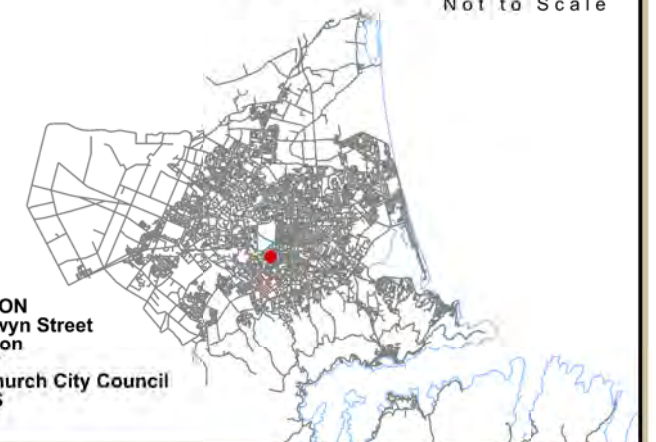 Not to Scale
ON
wyn Street
on
hurch City Council